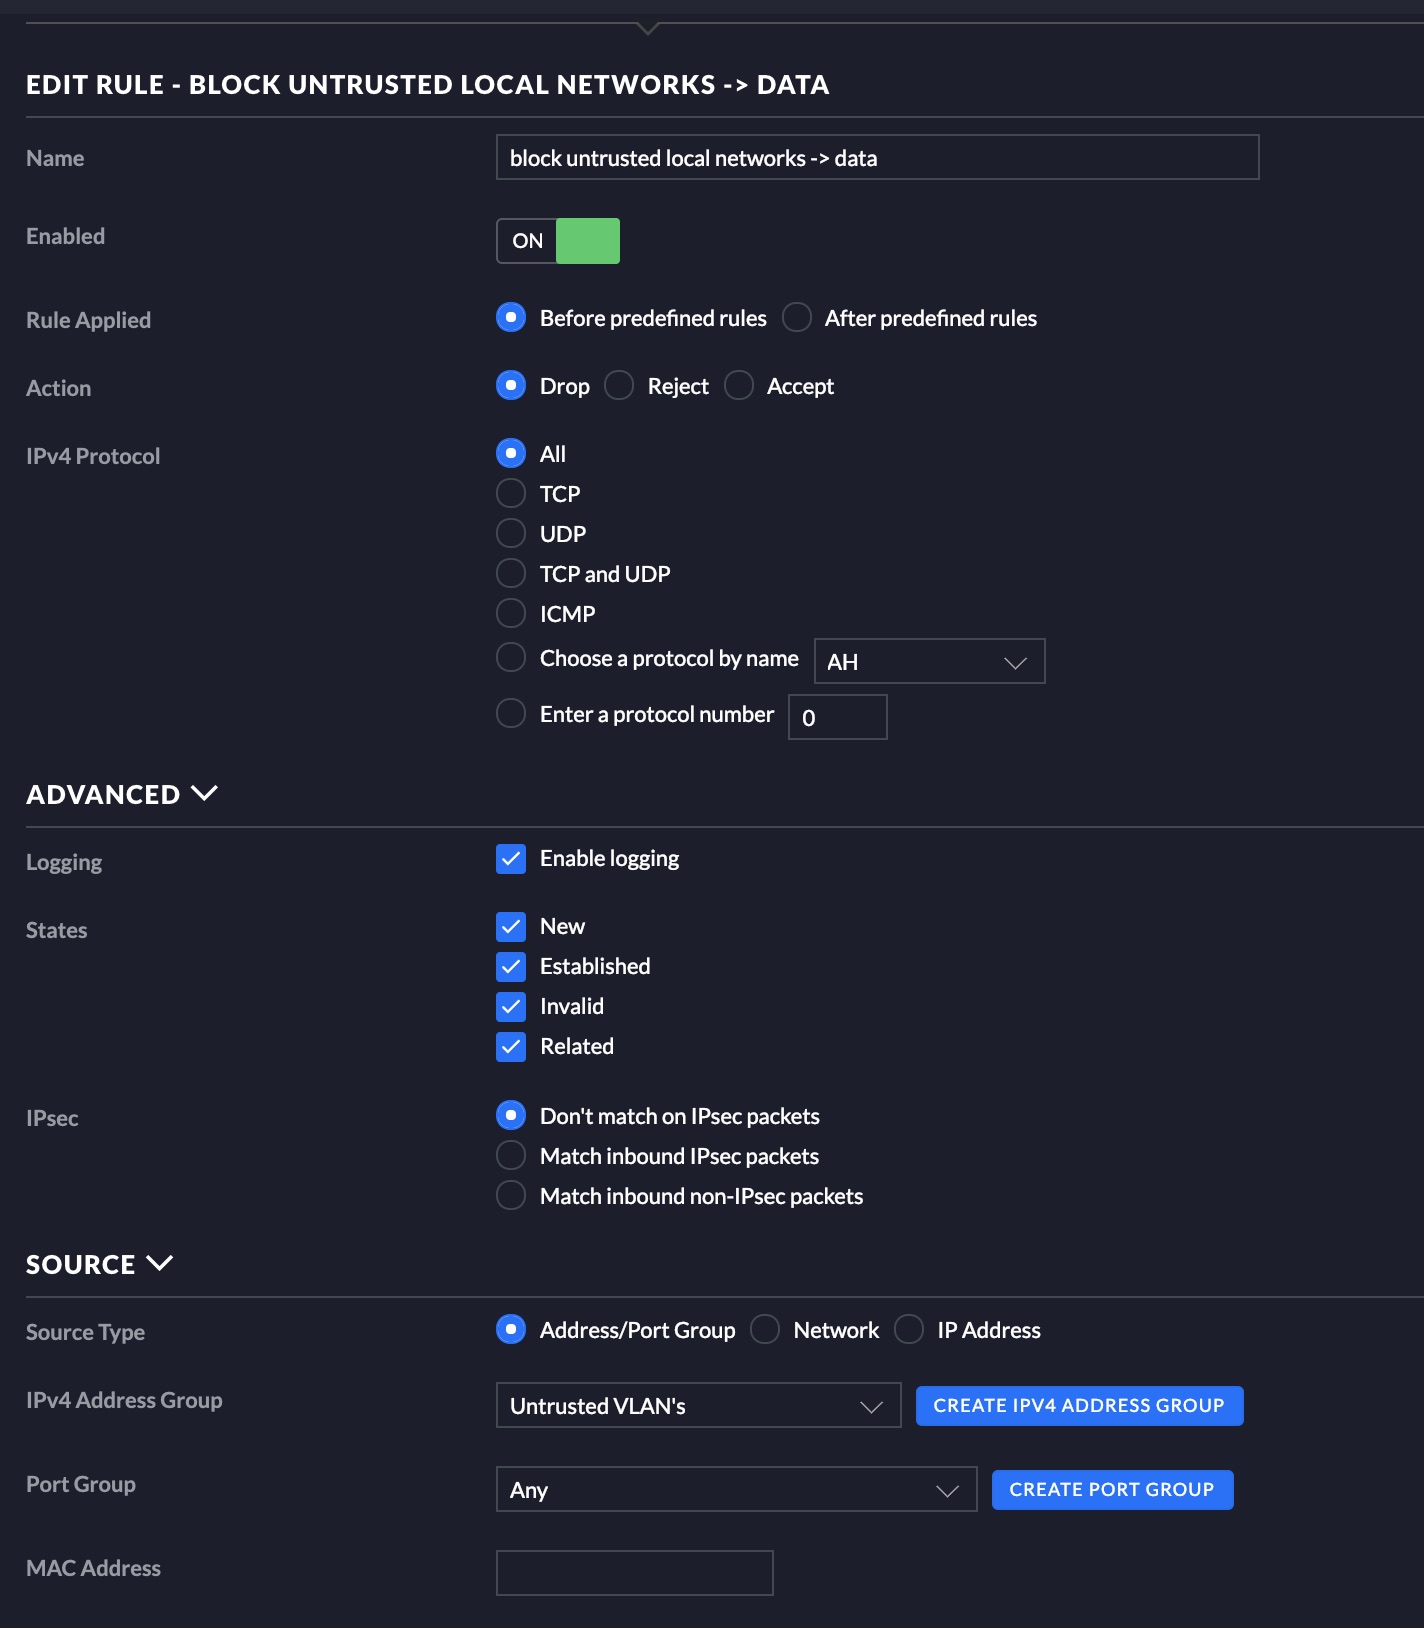 EDIT RULE - BLOCK UNTRUSTED LOCAL NETWORKS -> DATA
Name block untrusted local networks -> data
Enabled ON
Rule Applied Before predefined rules After predefined rules
Action Drop Reject Accept
IPv4 Protocol All
TCP
UDP
TCP and UDP
ICMP
Choose a protocol by name AH
Enter a protocol number 0
ADVANCED
Logging Enable logging
States New
Established
Invalid
Related
IPsec Don't match on IPsec packets
Match inbound IPsec packets
Match inbound non-IPsec packets
SOURCE
Source Type Address/Port Group Network IP Address
IPv4 Address Group Untrusted VLAN's CREATE IPV4 ADDRESS GROUP
Port Group Any CREATE PORT GROUP
MAC Address